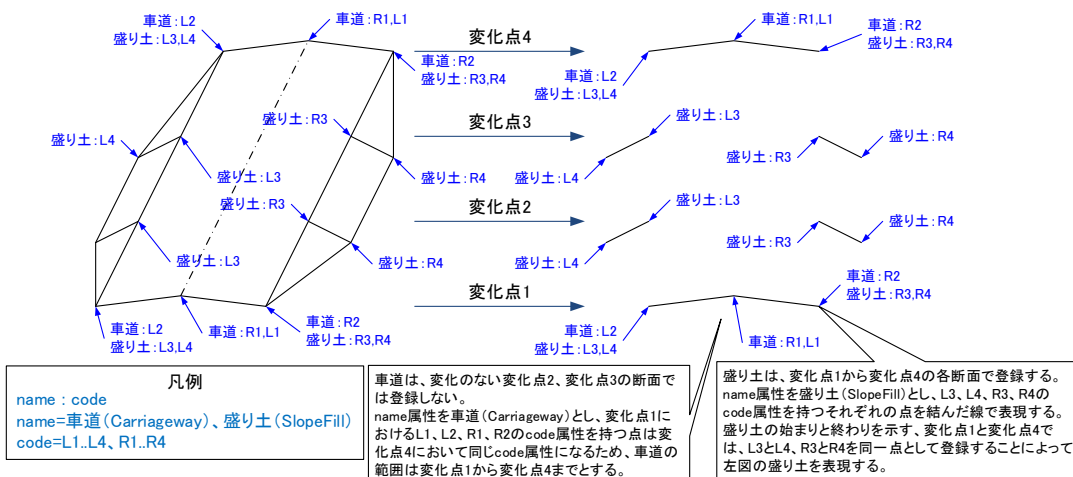 車道：L2
盛り土：L3,L4
車道：R1,L1
変化点4
車道：R2
盛り土：R3,R4
車道：R1,L1
車道：R2
盛り土：R3,R4
車道：L2
盛り土：L3,L4
盛り土：L4
盛り土：L3
盛り土：R3
盛り土：R4
変化点3
盛り土：L3
盛り土：L4
盛り土：R3
盛り土：R4
盛り土：R3
盛り土：L3
盛り土：R4
変化点2
盛り土：L3
盛り土：L4
盛り土：R3
盛り土：R4
車道：L2
盛り土：L3,L4
車道：R1,L1
車道：R2
盛り土：R3,R4
変化点1
車道：L2
盛り土：L3,L4
車道：R1,L1
車道：R2
盛り土：R3,R4
凡例
name：code
name=車道(Carriageway)、盛り土(SlopeFill)
code=L1..L4、R1..R4
車道は、変化のない変化点2、変化点3の断面で
は登録しない。
name属性を車道(Carriageway)とし、変化点1に
おけるL1、L2、R1、R2のcode属性を持つ点は変
化点4において同じcode属性になるため、車道の
範囲は変化点1から変化点4までとする。
盛り土は、変化点1から変化点4の各断面で登録する。
name属性を盛り土(SlopeFill)とし、L3、L4、R3、R4の
code属性を持つそれぞれの点を結んだ線で表現する。
盛り土の始まりと終わりを示す、変化点1と変化点4で
は、L3とL4、R3とR4を同一点として登録することによって
左図の盛り土を表現する。